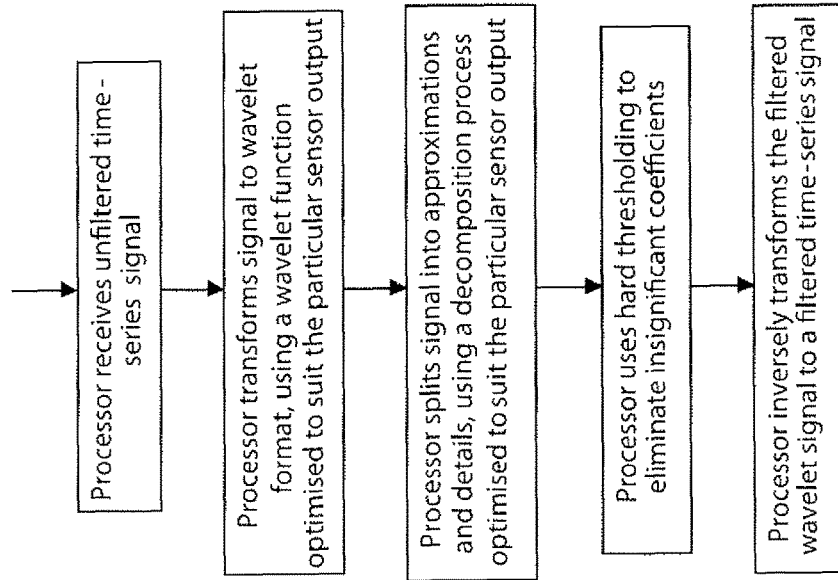 Processor receives unfiltered time-
series signal
Processor transforms signal to wavelet
format, using a wavelet function
optimised to suit the particular sensor output
Processor splits signal into approximations
and details, using a decomposition process
optimised to suit the particular sensor output
Processor uses hard thresholding to
eliminate insignificant coefficients
Processor inversely transforms the filtered
wavelet signal to a filtered time-series signal